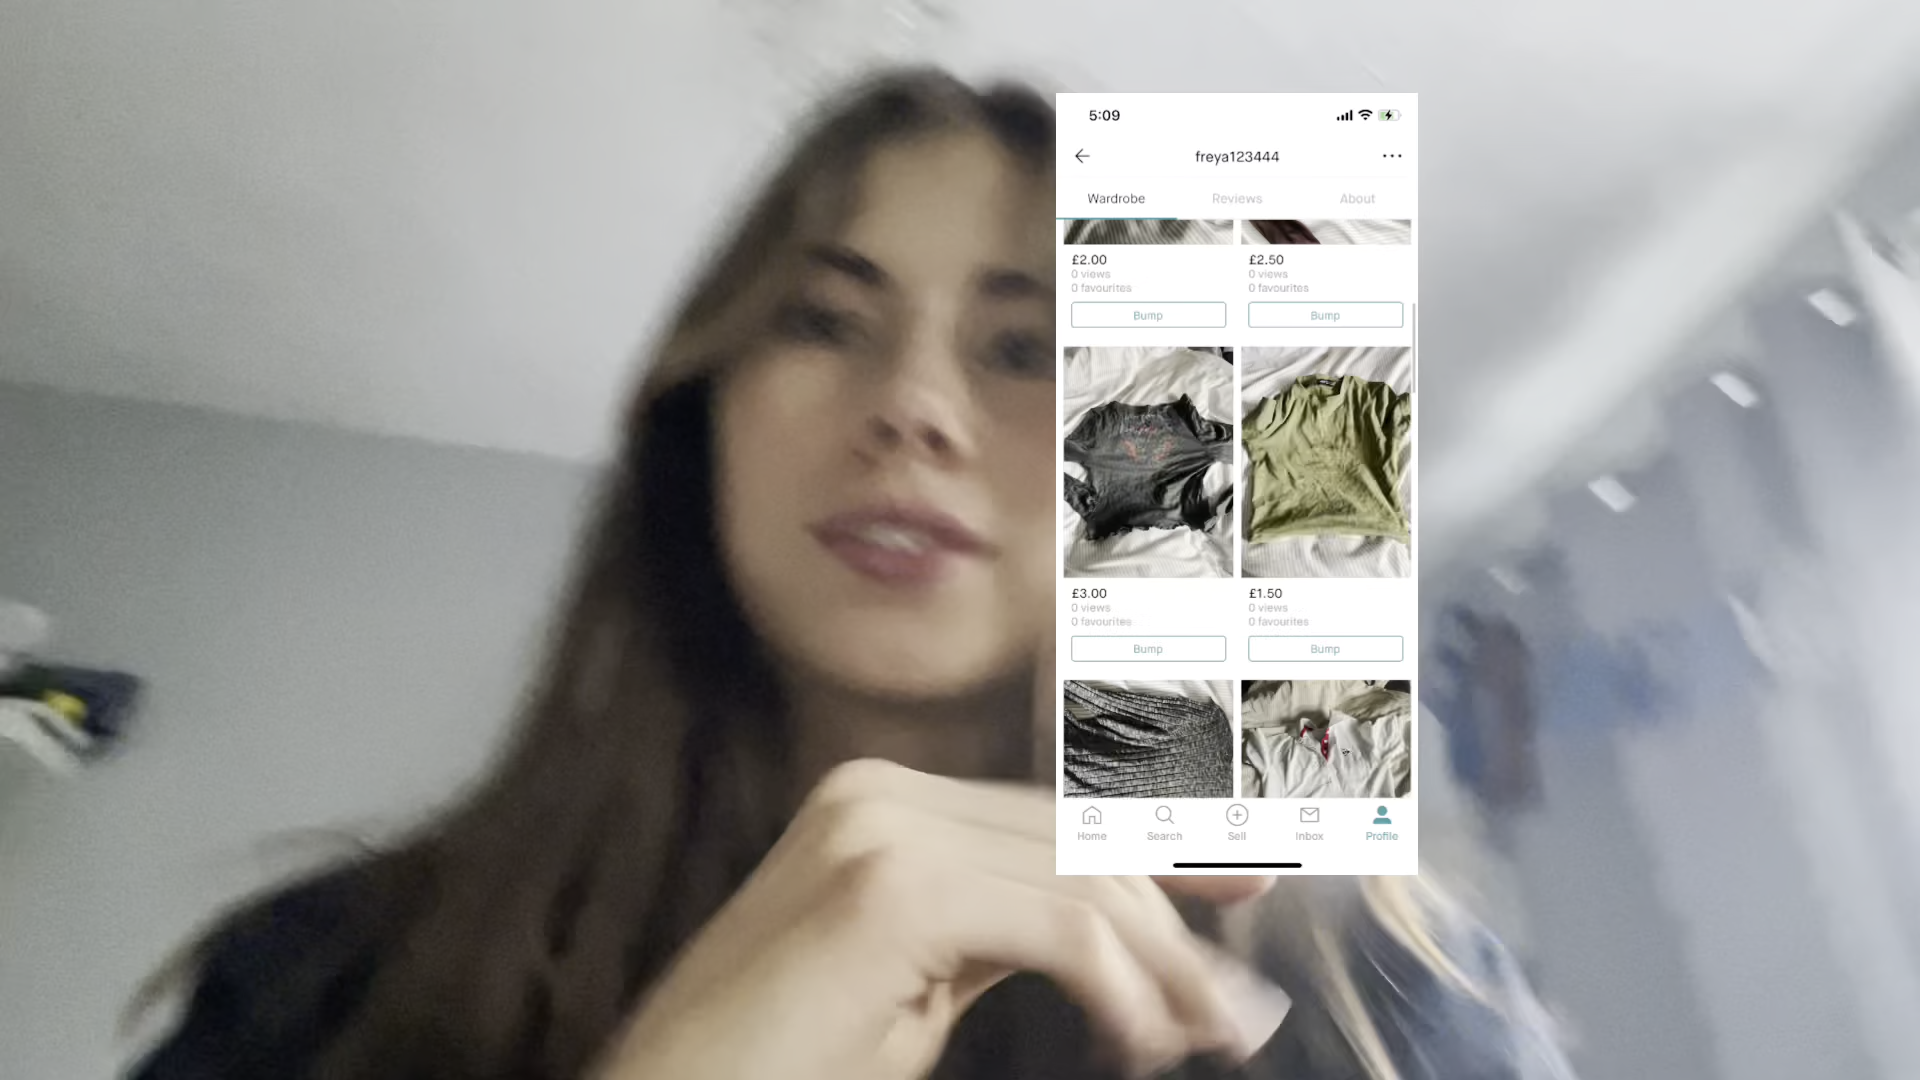 5:09
freya123444
Wardrobe
Reviews
About
£2.00
0 views
0 favourites
Bump
£2.50
0 views
0 favourites
Bump
£3.00
0 views
0 favourites
Bump
£1.50
0 views
0 favourites
Bump
Home
Search
Sell
Inbox
Profile